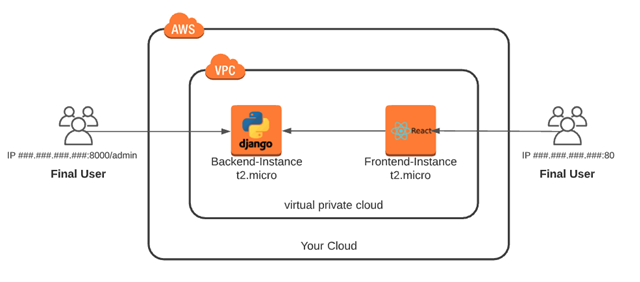 AWS
VPC
django
React
Backend-Instance
t2.micro
Frontend-Instance
t2.micro
IP ###.###.###.###:8000/admin
Final User
IP ###.###.###.###:80
Final User
virtual private cloud
Your Cloud